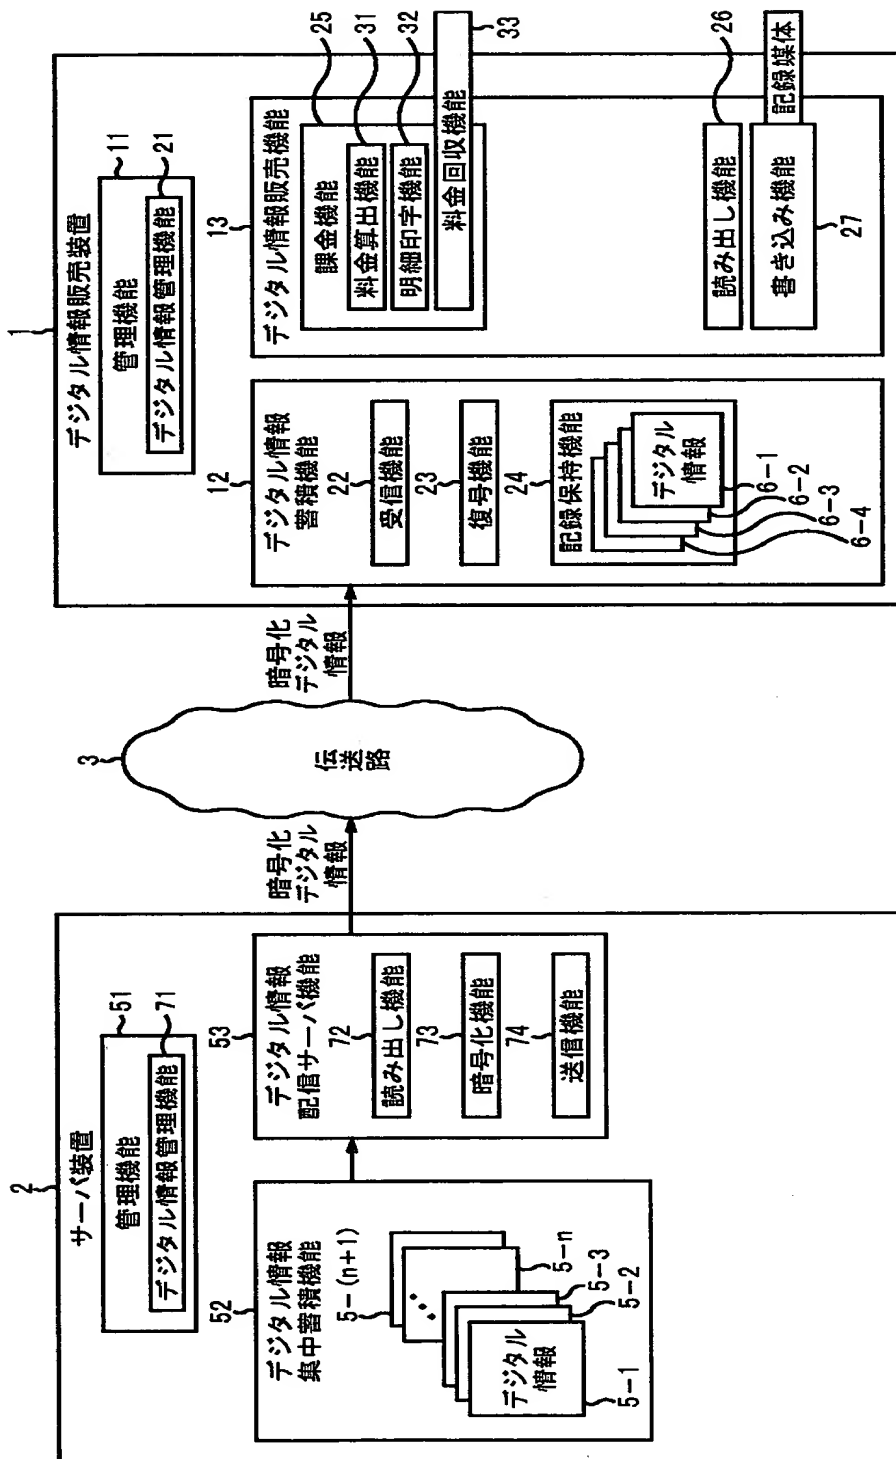 2
サーバ装置
51
管理機能
71
デジタル情報管理機能
52
デジタル情報
集中蓄積機能
5-(n+1)
5-n
5-3
5-2
デジタル
情報
5-1
53
デジタル情報
配信サーバ機能
72
読み出し機能
73
暗号化機能
74
送信機能
暗号化
デジタル
情報
3
伝送路
暗号化
デジタル
情報
1
デジタル情報販売装置
11
管理機能
21
デジタル情報管理機能
12
デジタル情報
蓄積機能
22
受信機能
23
復号機能
24
記録保持機能
デジタル
情報
6-1
6-2
6-3
6-4
13
デジタル情報販売機能
25
課金機能
31
料金算出機能
32
明細印字機能
33
料金回収機能
26
読み出し機能
書き込み機能
27
記録媒体